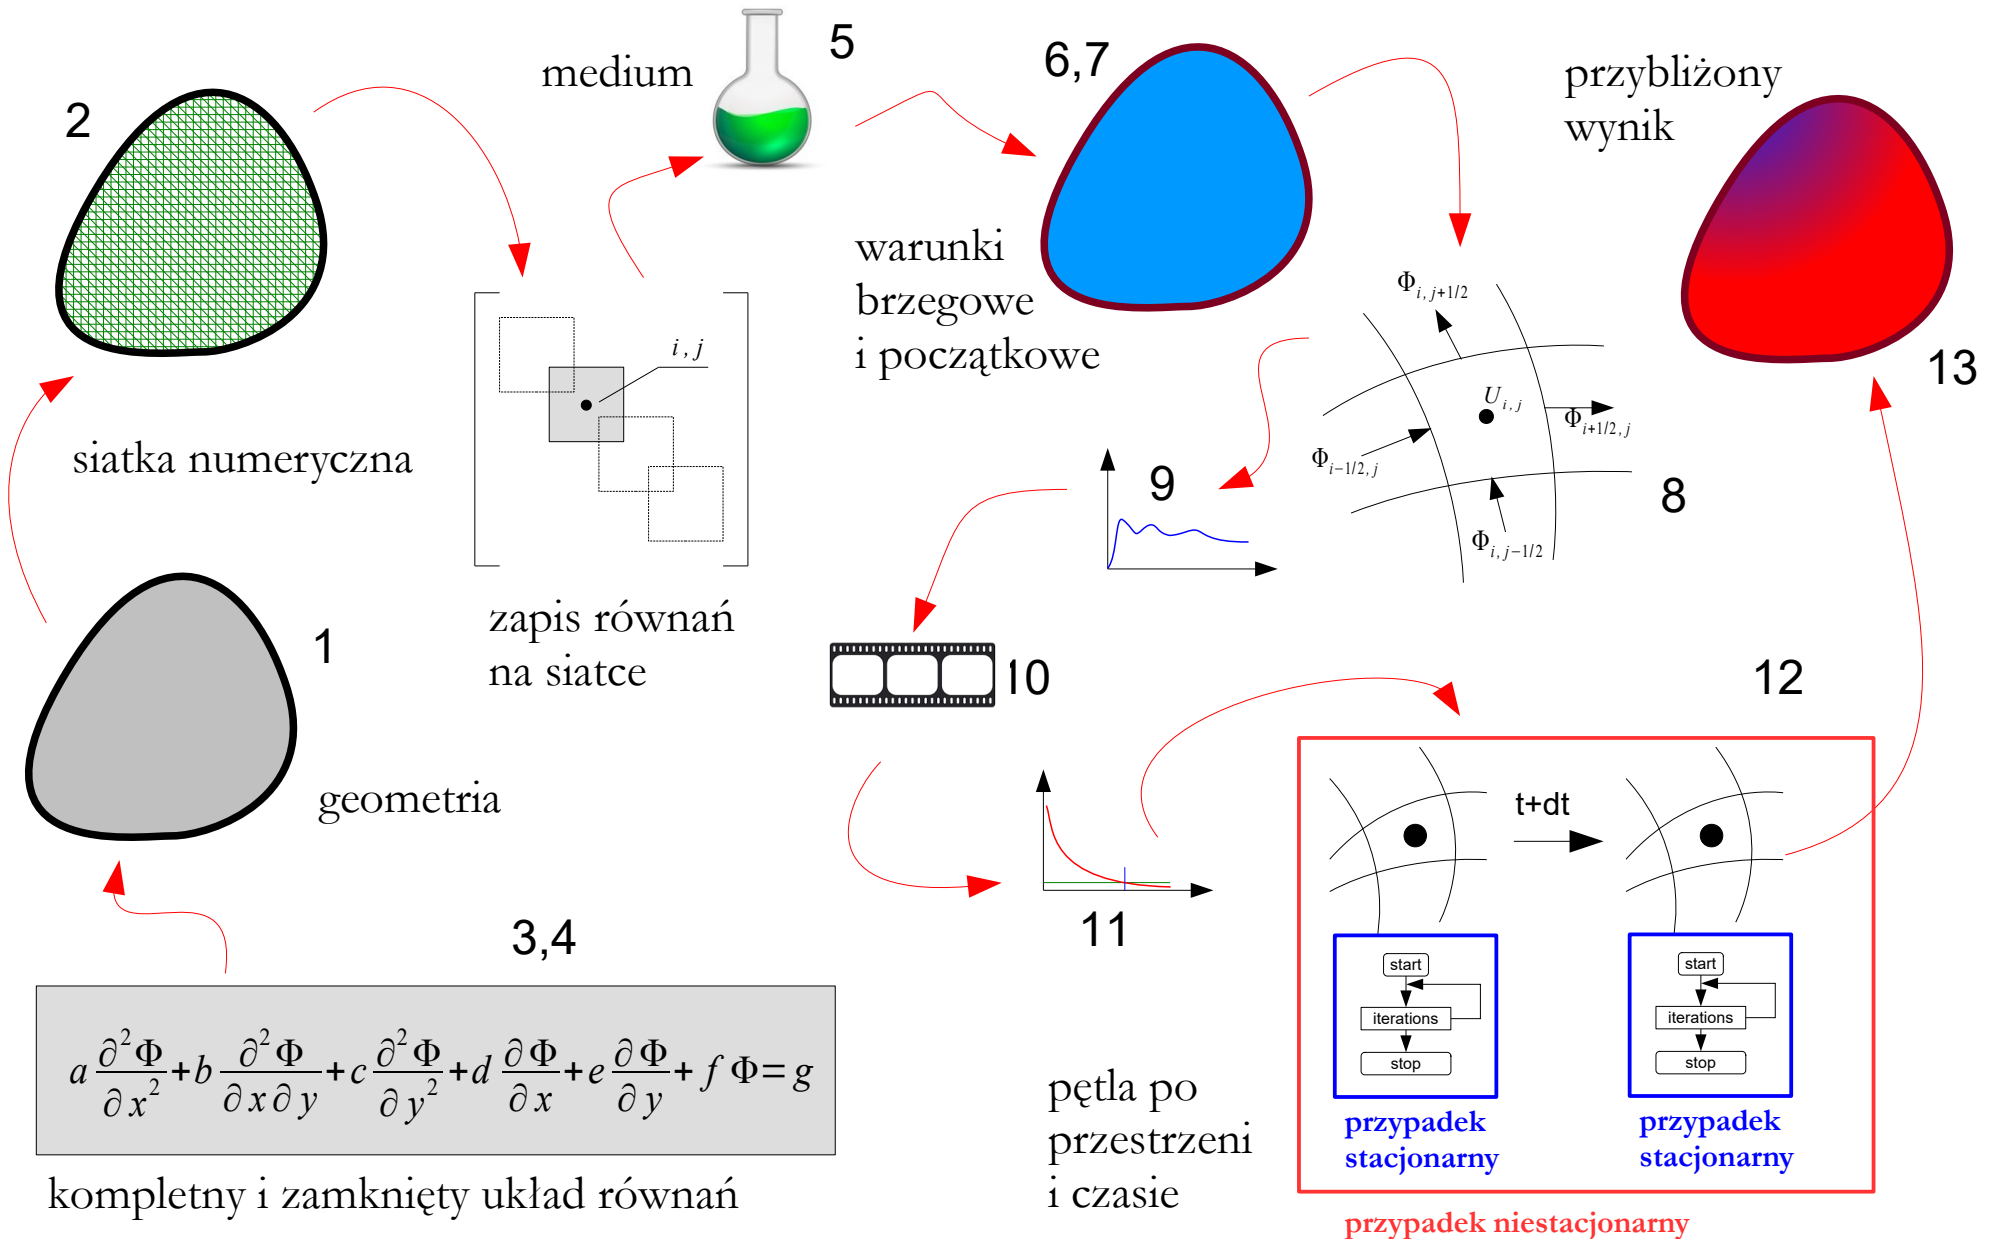 2
medium
5
6,7
przybliżony
wynik
13
siatka numeryczna
i, j
zapis równań
na siatce
warunki
brzegowe
i początkowe
Φ i, j+1/2
U i, j
Φ i+1/2, j
Φ i−1/2, j
Φ i, j−1/2
8
9
10
1
geometria
11
12
t+dt
start
iterations
stop
przypadek
stacjonarny
start
iterations
stop
przypadek
stacjonarny
przypadek niestacjonarny
pętla po
przestrzeni
i czasie
3,4
a ∂²Φ/∂x² + b ∂²Φ/∂x∂y + c ∂²Φ/∂y² + d ∂Φ/∂x + e ∂Φ/∂y + f Φ = g
kompletny i zamknięty układ równań